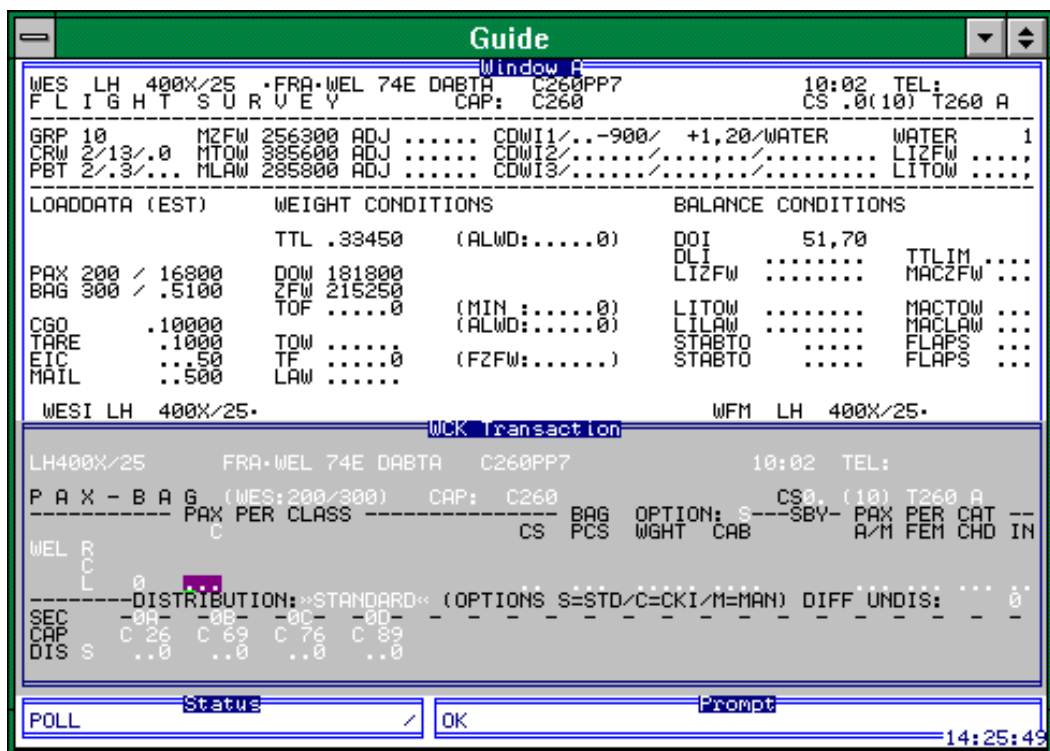 Guide
Window A
WES LH 400X/25 ·FRA·WEL 74E DABTA C260PP7 10:02 TEL:
F L I G H T S U R V E Y CAP: C260 CS .0(10) T260 A
GRP 10 MZFW 256300 ADJ ...... CDWI1/..-900/ +1,20/WATER WATER 1
CRW 2/13/.0 MTOW 385600 ADJ ...... CDWI2/....../....,../.......... LIZFW ....,
PBT 2/.3/... MLAW 285800 ADJ ...... CDWI3/....../....,../.......... LITOW ....,
LOADDATA (EST) WEIGHT CONDITIONS BALANCE CONDITIONS
TTL .33450 (ALWD:.....0) DOI 51,70
DLI ........ TTLIM ....
PAX 200 / 16800 DOW 181800 LIZFW ........ MACZFW ...
BAG 300 / .5100 ZFW 215250
TOF .....0 (MIN :.....0) LITOW ........ MACTOW ...
CGO .10000 (ALWD:.....0) LILAW ........ MACLAW ...
TARE .1000 TOW ...... STABTO ..... FLAPS ...
EIC ...50 TF .....0 (FZFW:......) STABTO ..... FLAPS ...
MAIL ..500 LAW ......
WESI LH 400X/25· WFM LH 400X/25·
WCK Transaction
LH400X/25 FRA·WEL 74E DABTA C260PP7 10:02 TEL:
P A X - B A G (WES:200/300) CAP: C260 CS0. (10) T260 A
----------- PAX PER CLASS -------------- BAG OPTION: S---SBY- PAX PER CAT --
C CS PCS WGHT CAB A/M FEM CHD IN
WEL R
C
L 0 ... .. .. .... .... .... ... ... ... ..
---------DISTRIBUTION:»STANDARD« (OPTIONS S=STD/C=CKI/M=MAN) DIFF UNDIS: 0
SEC -0A- -0B- -0C- -0D- - - - - - - - - - - - - - - - -
CAP C 26 C 69 C 76 C 89
DIS S ..0 ..0 ..0 ..0
Status Prompt
POLL / OK
14:25:49